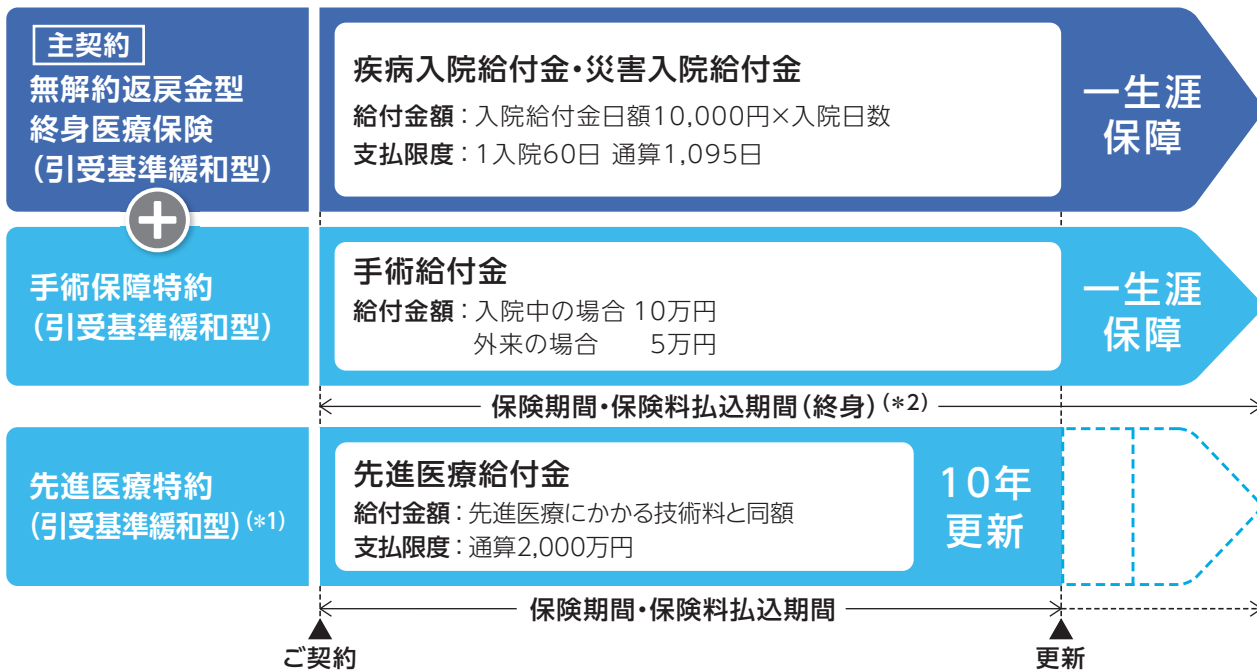 主契約
無解約返戻金型
終身医療保険
(引受基準緩和型)
疾病入院給付金・災害入院給付金
給付金額：入院給付金日額10,000円×入院日数
支払限度：1入院60日 通算1,095日
一生涯
保障
手術保障特約
(引受基準緩和型)
手術給付金
給付金額：入院中の場合 10万円
外来の場合 5万円
一生涯
保障
保険期間・保険料払込期間(終身)(*2)
先進医療特約
(引受基準緩和型)(*1)
先進医療給付金
給付金額：先進医療にかかる技術料と同額
支払限度：通算2,000万円
10年
更新
保険期間・保険料払込期間
ご契約
更新